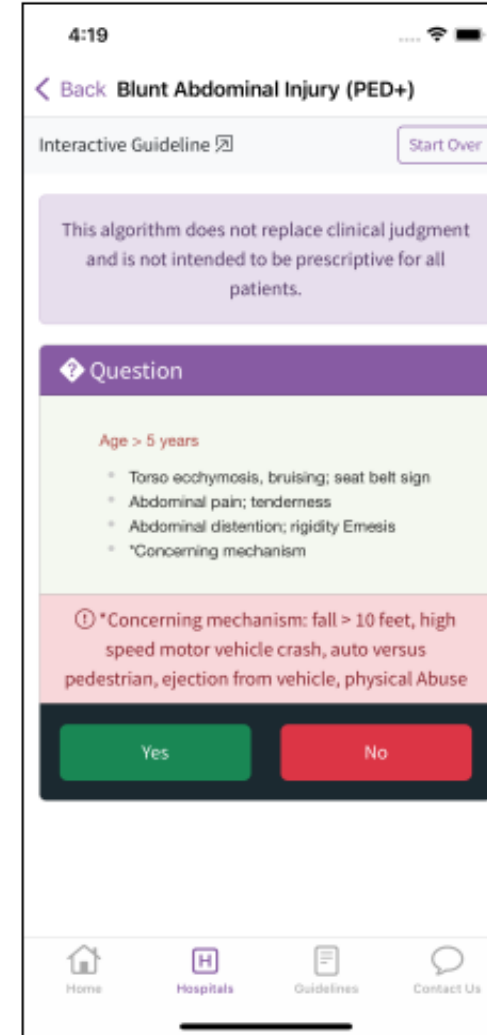 4:19
Back Blunt Abdominal Injury (PED+)
Interactive Guideline
Start Over
This algorithm does not replace clinical judgment
and is not intended to be prescriptive for all
patients.
Question
Age > 5 years
Torso ecchymosis, bruising; seat belt sign
Abdominal pain; tenderness
Abdominal distention; rigidity Emesis
*Concerning mechanism
*Concerning mechanism: fall > 10 feet, high
speed motor vehicle crash, auto versus
pedestrian, ejection from vehicle, physical Abuse
Yes
No
H
Home
Hospitals
Guidelines
Contact Us